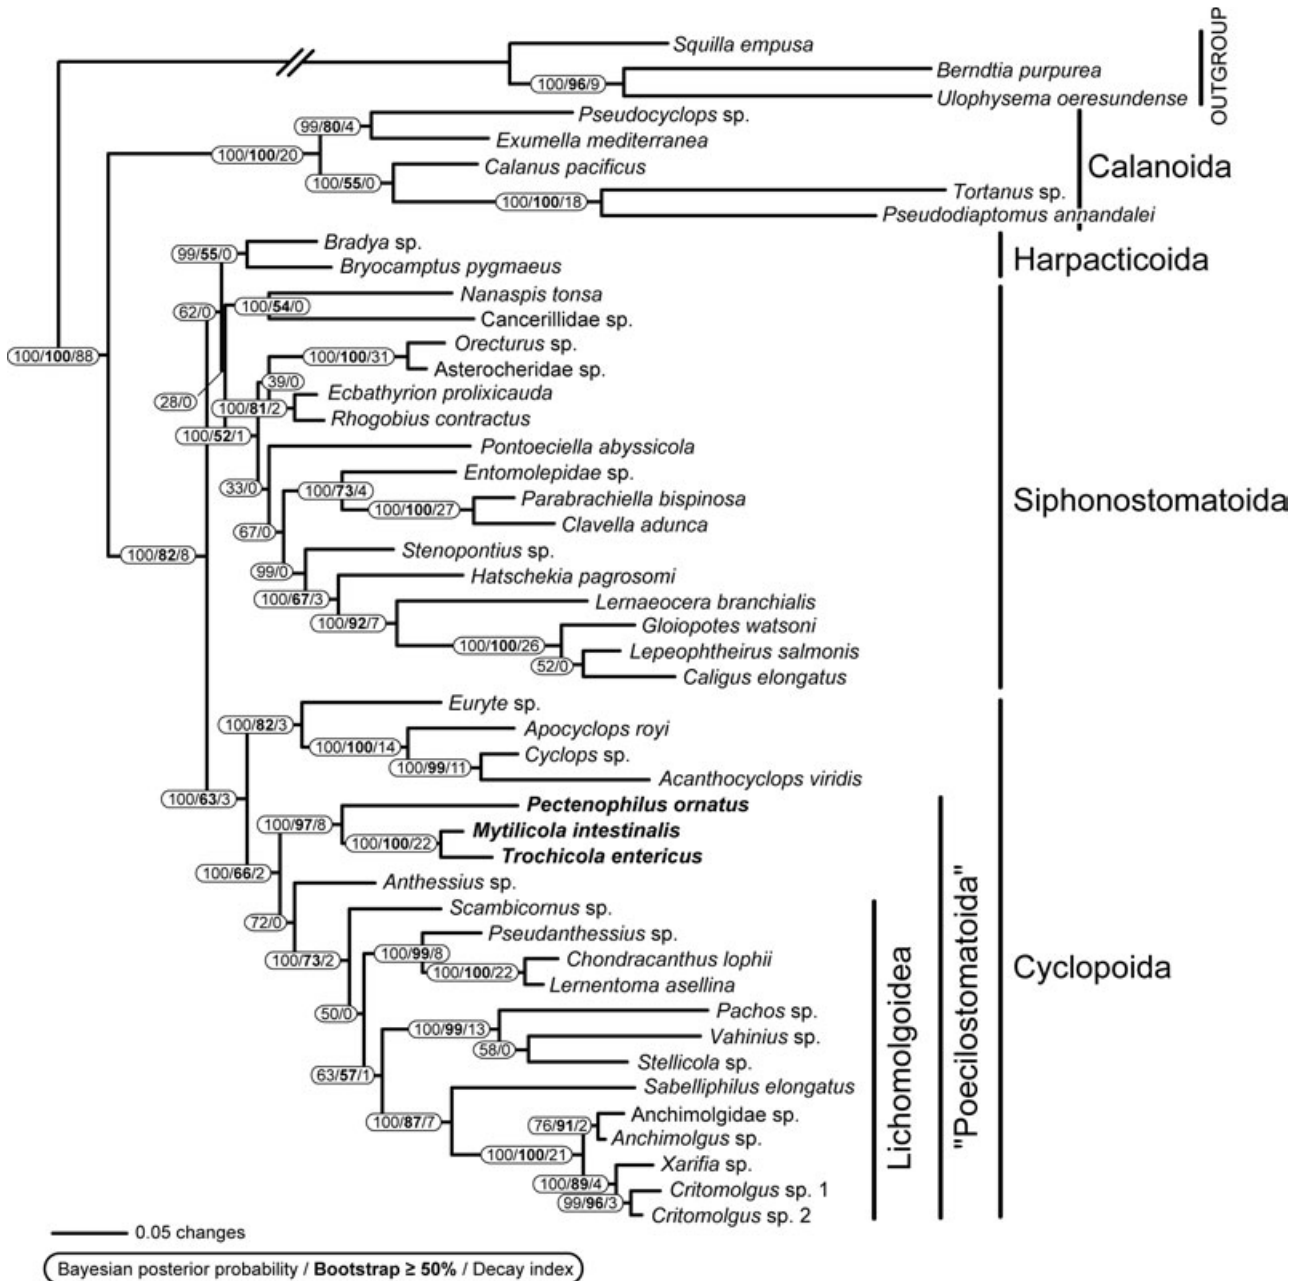 Squilla empusa
100/96/9
Berndtia purpurea
Ulophysema oeresundense
OUTGROUP
Pseudocyclops sp.
99/80/4
Exumella mediterranea
100/100/20
Calanus pacificus
100/55/0
Tortanus sp.
100/100/18
Pseudodiaptomus annandalei
Calanoida
Bradya sp.
99/55/0
Bryocamptus pygmaeus
Harpacticoida
Nanaspis tonsa
62/0
100/54/0
Cancerillidae sp.
Orecturus sp.
100/100/88
100/100/31
Asterocheridae sp.
39/0
Ecbathyrion prolixicauda
28/0
100/81/2
Rhogobius contractus
100/52/1
Pontoeciella abyssicola
Entomolepidae sp.
33/0
100/73/4
Parabrachiella bispinosa
Siphonostomatoida
100/100/27
Clavella adunca
67/0
Stenopontius sp.
100/82/8
99/0
Hatschekia pagrosomi
100/67/3
Lernaeocera branchialis
100/92/7
Gloiopotes watsoni
100/100/26
Lepeophtheirus salmonis
52/0
Caligus elongatus
Euryte sp.
100/82/3
Apocyclops royi
100/100/14
Cyclops sp.
100/99/11
Acanthocyclops viridis
100/63/3
Pectenophilus ornatus
100/97/8
Mytilicola intestinalis
100/100/22
Trochicola entericus
100/66/2
Anthessius sp.
Scambicornus sp.
72/0
Pseudanthessius sp.
100/73/2
100/99/8
Chondracanthus lophii
100/100/22
Lernentoma asellina
Cyclopoida
"Poecilostomatoida"
Lichomolgoidea
50/0
Pachos sp.
100/99/13
Vahinius sp.
58/0
Stellicola sp.
63/57/1
Sabelliphilus elongatus
Anchimolgidae sp.
100/87/7
76/91/2
Anchimolgus sp.
100/100/21
Xarifia sp.
100/89/4
Critomolgus sp. 1
99/96/3
Critomolgus sp. 2
0.05 changes
Bayesian posterior probability / Bootstrap ≥ 50% / Decay index